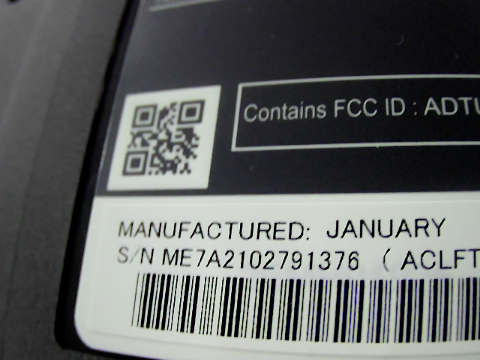 Contains FCC ID : ADTU
MANUFACTURED: JANUARY
S/N ME7A2102791376 ( ACLFT